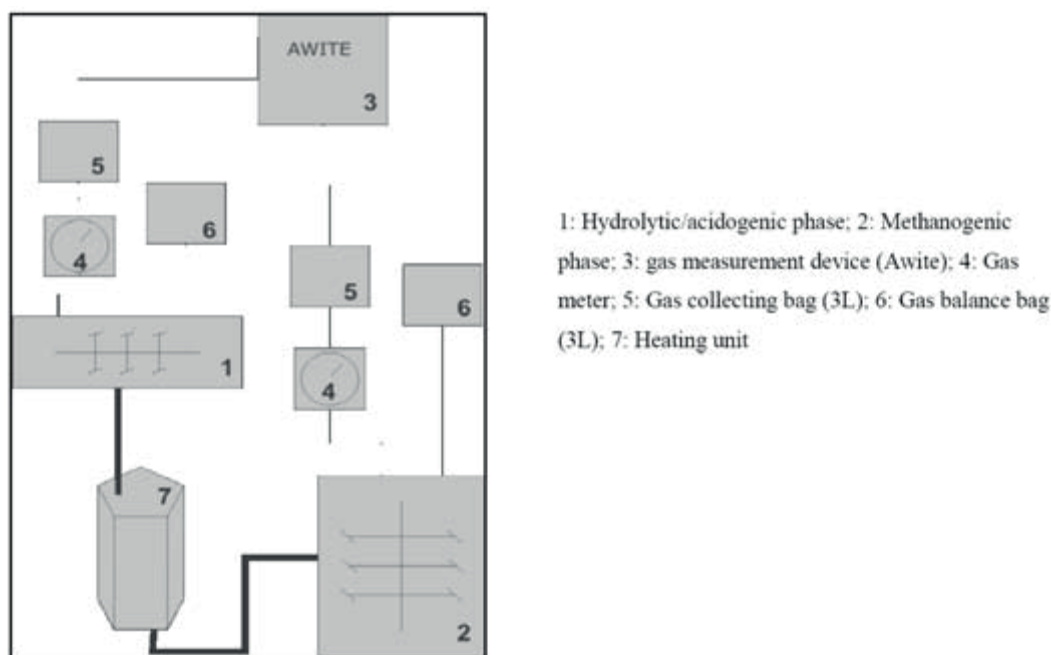 AWITE
3
5
6
4
5
6
1
4
7
2
1: Hydrolytic/acidogenic phase; 2: Methanogenic
phase; 3: gas measurement device (Awite); 4: Gas
meter; 5: Gas collecting bag (3L); 6: Gas balance bag
(3L); 7: Heating unit